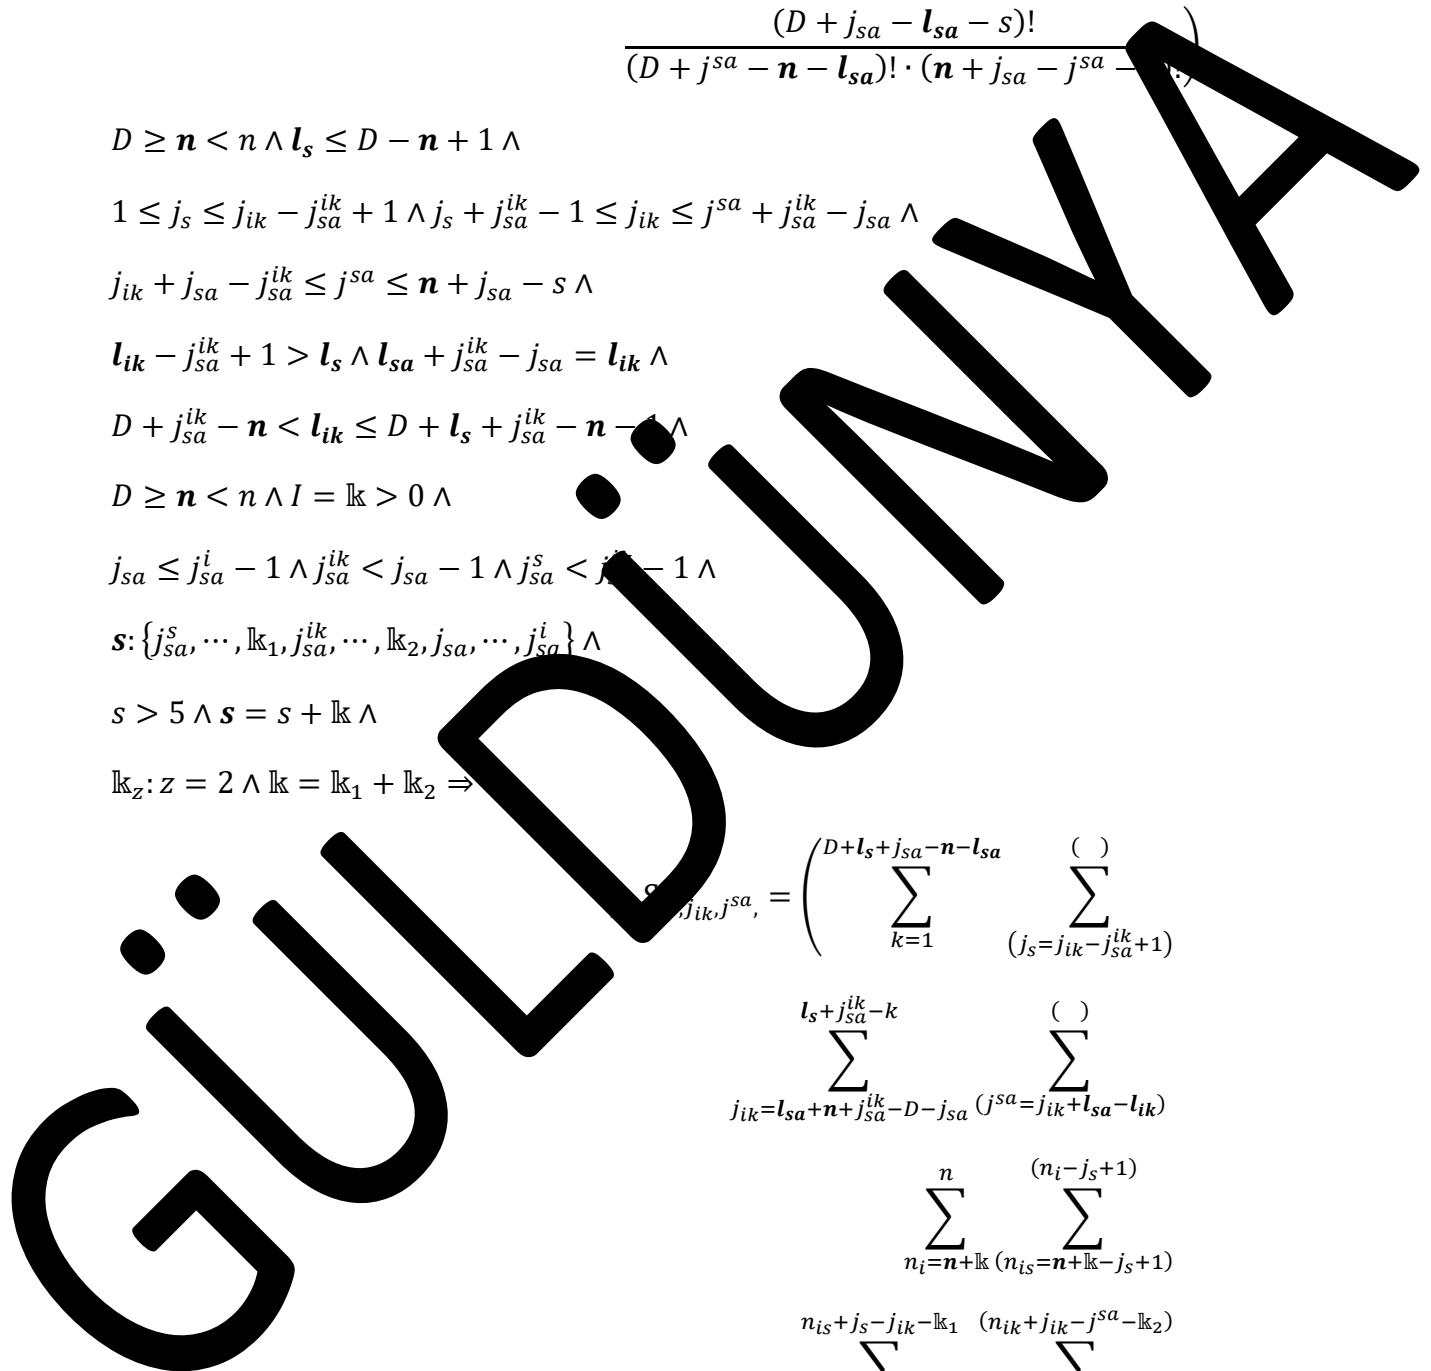 (D + j_{sa} − l_{sa} − s)!
(D + j^{sa} − n − l_{sa})! · (n + j_{sa} − j^{sa} −
D ≥ n < n ∧ l_s ≤ D − n + 1 ∧
1 ≤ j_s ≤ j_{ik} − j_{sa}^{ik} + 1 ∧ j_s + j_{sa}^{ik} − 1 ≤ j_{ik} ≤ j^{sa} + j_{sa}^{ik} − j_{sa} ∧
j_{ik} + j_{sa} − j_{sa}^{ik} ≤ j^{sa} ≤ n + j_{sa} − s ∧
l_{ik} − j_{sa}^{ik} + 1 > l_s ∧ l_{sa} + j_{sa}^{ik} − j_{sa} = l_{ik} ∧
D + j_{sa}^{ik} − n < l_{ik} ≤ D + l_s + j_{sa}^{ik} − n − 1 ∧
D ≥ n < n ∧ I = 𝕜 > 0 ∧
j_{sa} ≤ j_{sa}^{i} − 1 ∧ j_{sa}^{ik} < j_{sa} − 1 ∧ j_{sa}^{s} < j_{sa}^{ik} − 1 ∧
s: {j_{sa}^{s}, ⋯, 𝕜_1, j_{sa}^{ik}, ⋯, 𝕜_2, j_{sa}, ⋯, j_{sa}^{i}} ∧
s > 5 ∧ s = s + 𝕜 ∧
𝕜_z: z = 2 ∧ 𝕜 = 𝕜_1 + 𝕜_2 ⇒
D+l_s+j_{sa}−n−l_{sa} ( )
,j_{ik},j^{sa}, = ( ∑ ∑
k=1 (j_s=j_{ik}−j_{sa}^{ik}+1)
l_s+j_{sa}^{ik}−k ( )
∑ ∑
j_{ik}=l_{sa}+n+j_{sa}^{ik}−D−j_{sa} (j^{sa}=j_{ik}+l_{sa}−l_{ik})
n (n_i−j_s+1)
∑ ∑
n_i=n+𝕜 (n_{is}=n+𝕜−j_s+1)
n_{is}+j_s−j_{ik}−𝕜_1 (n_{ik}+j_{ik}−j^{sa}−𝕜_2)
∑ ∑
GÜLDÜNYA